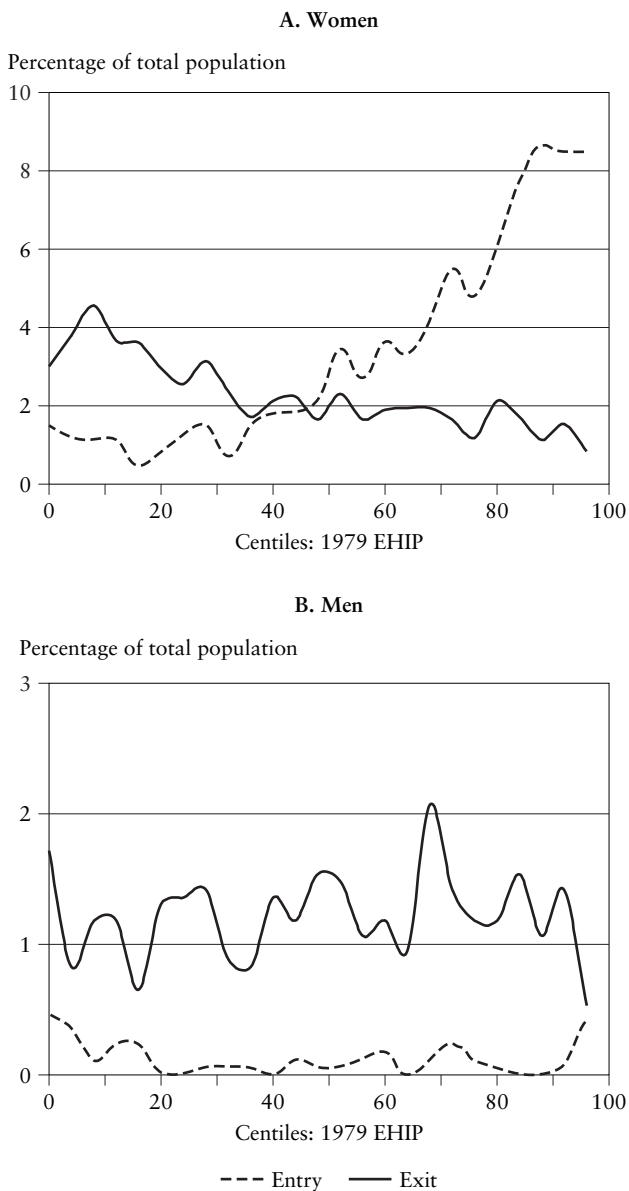 A. Women
Percentage of total population
10
8
6
4
2
0
0 20 40 60 80 100
Centiles: 1979 EHIP
B. Men
Percentage of total population
3
2
1
0
0 20 40 60 80 100
Centiles: 1979 EHIP
Entry Exit